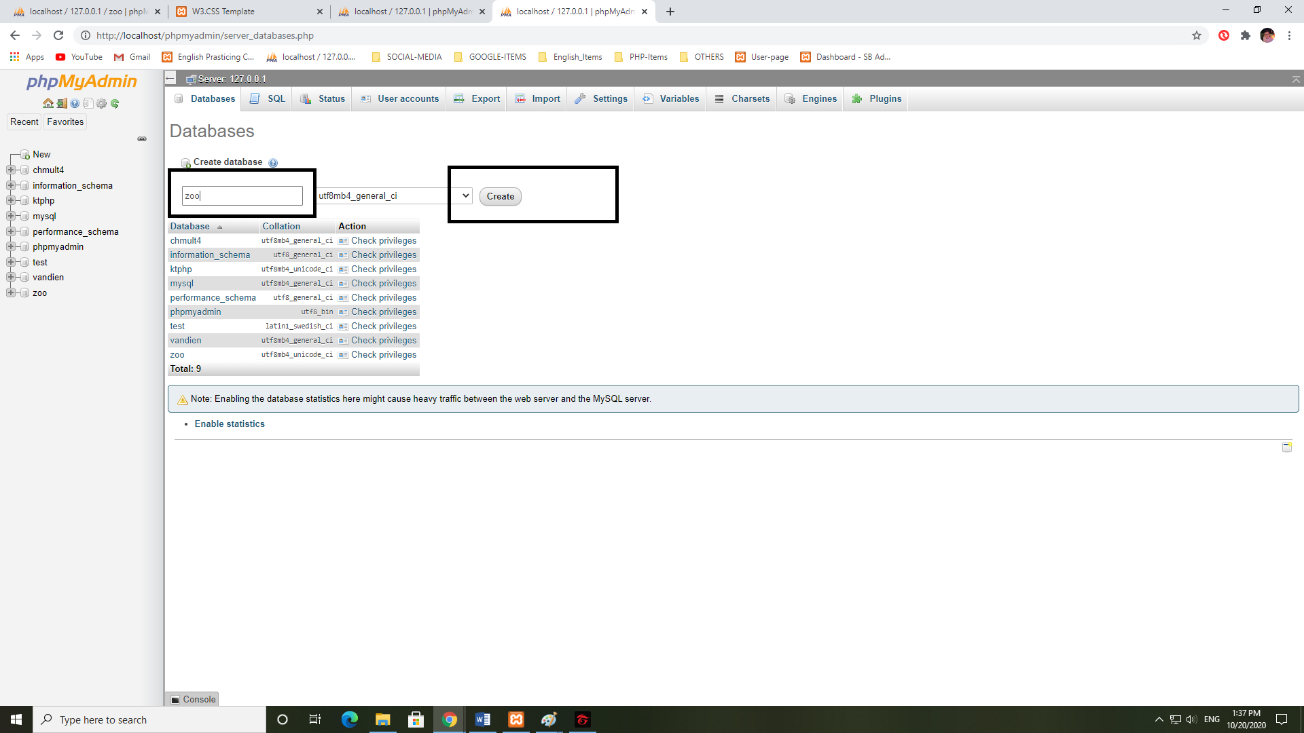 localhost / 127.0.0.1 / zoo | phpM
W3.CSS Template
localhost / 127.0.0.1 | phpMyAdm
localhost / 127.0.0.1 | phpMyAdm
http://localhost/phpmyadmin/server_databases.php
Apps
YouTube
Gmail
English Practicing C...
localhost / 127.0.0....
SOCIAL-MEDIA
GOOGLE-ITEMS
English_Items
PHP-Items
OTHERS
User-page
Dashboard - SB Ad...
phpMyAdmin
Recent
Favorites
New
chmult4
information_schema
ktphp
mysql
performance_schema
phpmyadmin
test
vandien
zoo
Server: 127.0.0.1
Databases
SQL
Status
User accounts
Export
Import
Settings
Variables
Charsets
Engines
Plugins
Databases
Create database
zoo
utf8mb4_general_ci
Create
Database Collation Action
chmult4 utf8mb4_general_ci Check privileges
information_schema utf8_general_ci Check privileges
ktphp utf8mb4_unicode_ci Check privileges
mysql utf8mb4_general_ci Check privileges
performance_schema utf8_general_ci Check privileges
phpmyadmin utf8_bin Check privileges
test latin1_swedish_ci Check privileges
vandien utf8mb4_general_ci Check privileges
zoo utf8mb4_unicode_ci Check privileges
Total: 9
Note: Enabling the database statistics here might cause heavy traffic between the web server and the MySQL server.
Enable statistics
Console
Type here to search
ENG
1:37 PM
10/20/2020